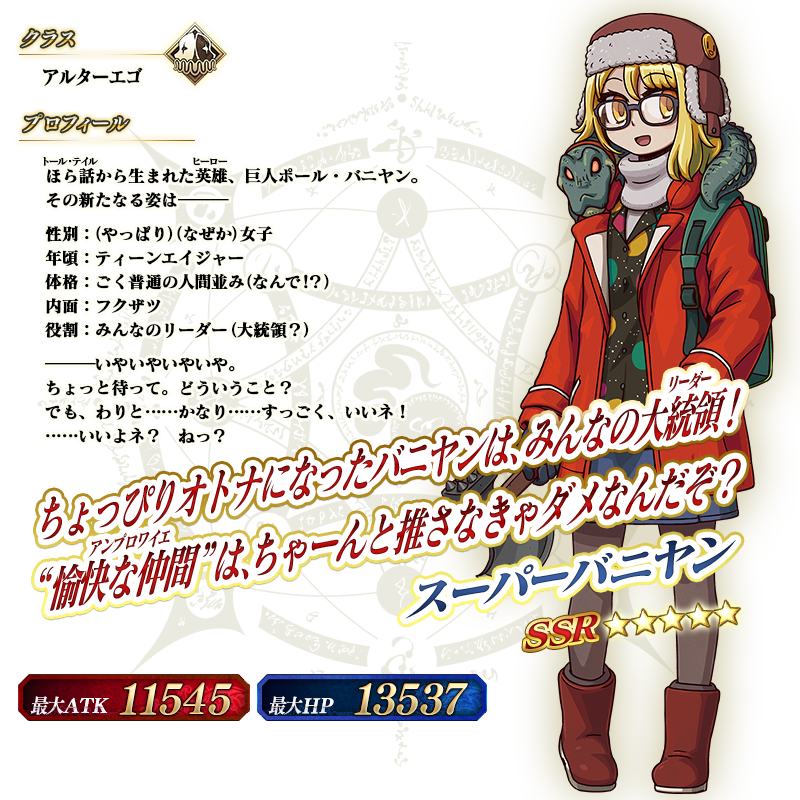 クラス
アルターエゴ
プロフィール
トール・テイル ヒーロー
ほら話から生まれた英雄、巨人ポール・バニヤン。
その新たなる姿は―――
性別：(やっぱり)(なぜか)女子
年頃：ティーンエイジャー
体格：ごく普通の人間並み(なんで!?)
内面：フクザツ
役割：みんなのリーダー(大統領？)
―――いやいやいやいや。
ちょっと待って。どういうこと？
でも、わりと……かなり……すっごく、いいネ！
……いいよネ？　ねっ？
リーダー
ちょっぴりオトナになったバニヤンは、みんなの大統領！
アンプロワイエ
“愉快な仲間”は、ちゃーんと推さなきゃダメなんだぞ？
スーパーバニヤン
SSR ★★★★★
最大ATK 11545
最大HP 13537